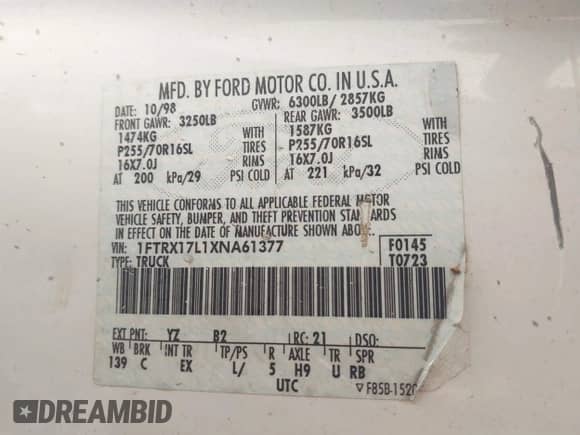 MFD. BY FORD MOTOR CO. IN U.S.A.
DATE: 10/98 GVWR: 6300LB/ 2857KG
FRONT GAWR: 3250LB REAR GAWR: 3500LB
1474KG WITH 1587KG WITH
P255/70R16SL TIRES P255/70R16SL TIRES
16X7.0J RIMS 16X7.0J RIMS
AT 200 kPa/29 PSI COLD AT 221 kPa/32 PSI COLD
THIS VEHICLE CONFORMS TO ALL APPLICABLE FEDERAL MOTOR
VEHICLE SAFETY, BUMPER, AND THEFT PREVENTION STANDARDS
IN EFFECT ON THE DATE OF MANUFACTURE SHOWN ABOVE.
VIN: 1FTRX17L1XNA61377 F0145
TYPE: TRUCK T0723
EXT PNT: YZ B2 RC: 21 DSO:
WB BRK INT TR TP/PS R AXLE TR SPR
139 C EX L/ 5 H9 U RB
UTC F85B-1520
DREAMBID